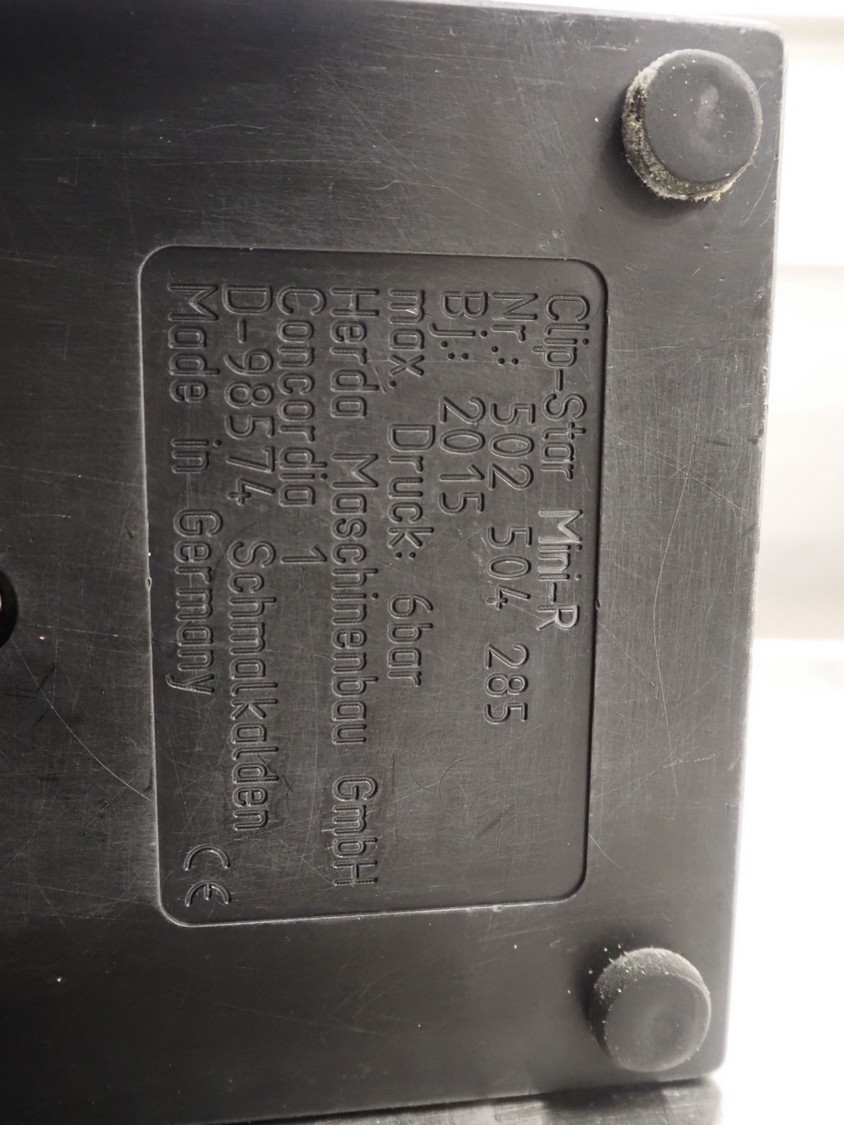 Clip-Star Mini-R
Nr.: 502 504 285
Bj.: 2015
max. Druck: 6bar
Herdo Maschinenbau GmbH
Concordia 1
D-98574 Schmalkalden
Made in Germany
CE